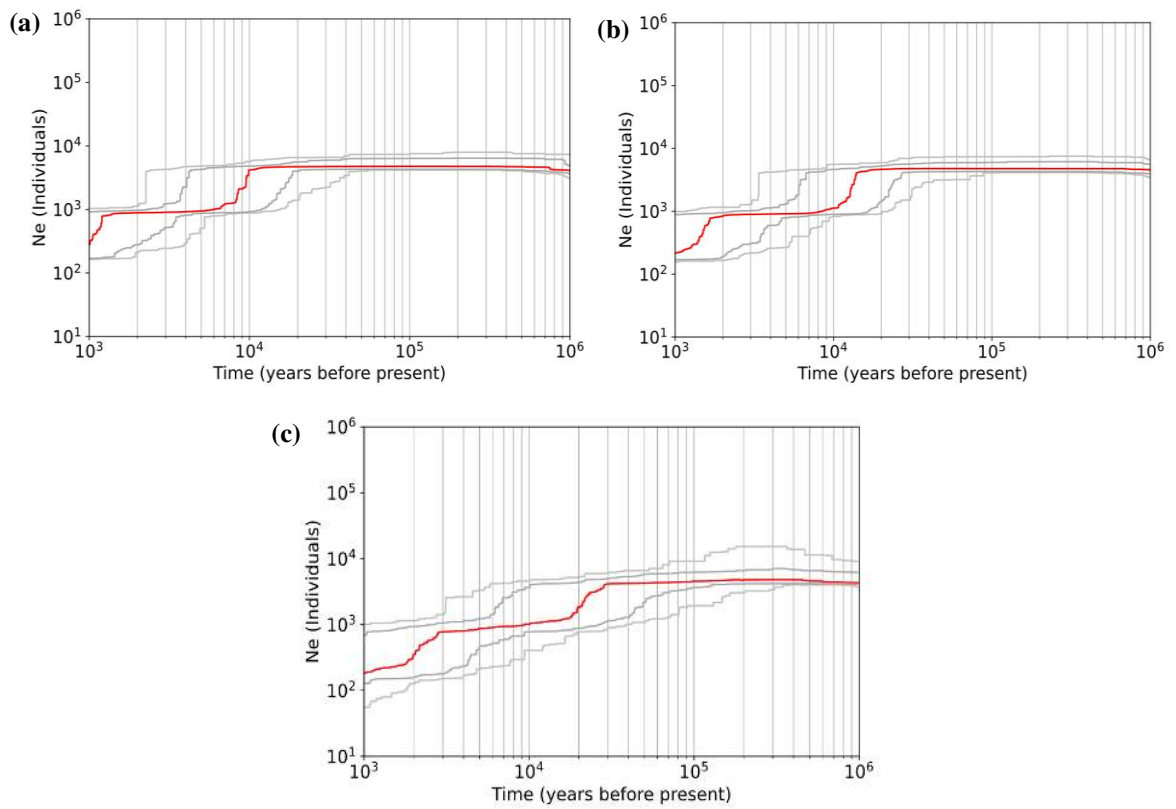 (a)
10⁶
10⁵
10⁴
10³
10²
10¹
Ne (Individuals)
10³ 10⁴ 10⁵ 10⁶
Time (years before present)
(b)
10⁶
10⁵
10⁴
10³
10²
10¹
Ne (Individuals)
10³ 10⁴ 10⁵ 10⁶
Time (years before present)
(c)
10⁶
10⁵
10⁴
10³
10²
10¹
Ne (Individuals)
10³ 10⁴ 10⁵ 10⁶
Time (years before present)